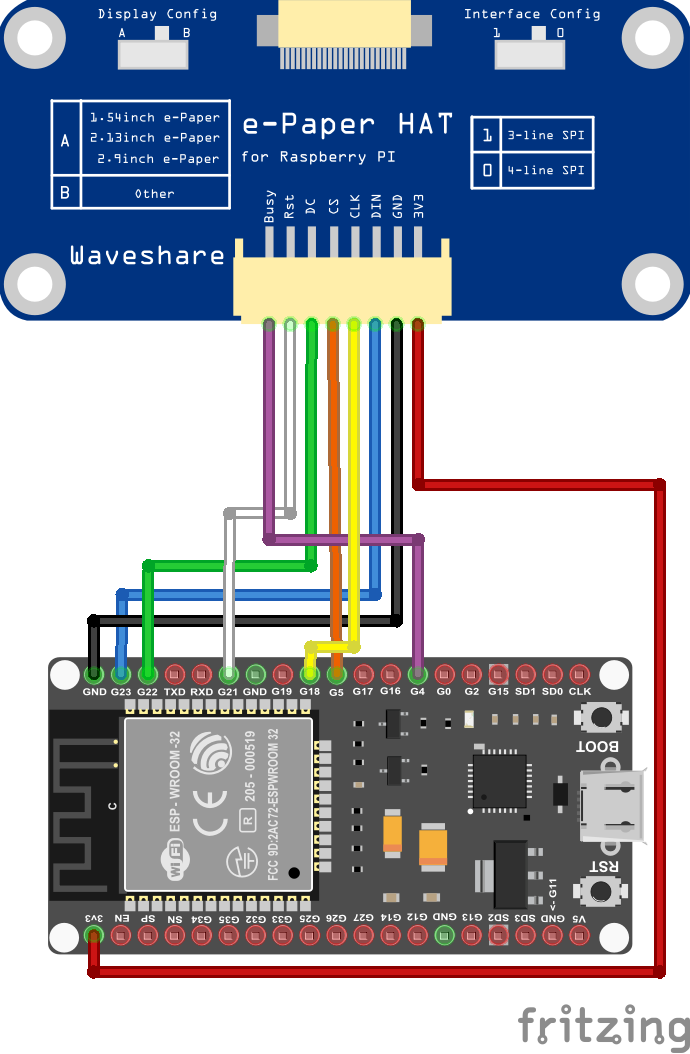 Display Config
A B
Interface Config
1 0
A
1.54inch e-Paper
2.13inch e-Paper
2.9inch e-Paper
B
Other
e-Paper HAT
for Raspberry PI
1 3-line SPI
0 4-line SPI
Busy
Rst
DC
CS
CLK
DIN
GND
3V3
Waveshare
GND G23 G22 TXD RXD G21 GND G19 G18 G5 G17 G16 G4 G0 G2 G15 SD1 SD0 CLK
BOOT
C
WiFi
ESP - WROOM -32
CE
R
205 - 000519
FCC 9D:2AC72-ESPWROOM 32
RST
<- G11
3v3 EN SP SN G34 G35 G32 G33 G25 G26 G27 G14 G12 GND G13 SD2 SD3 GND V5
fritzing